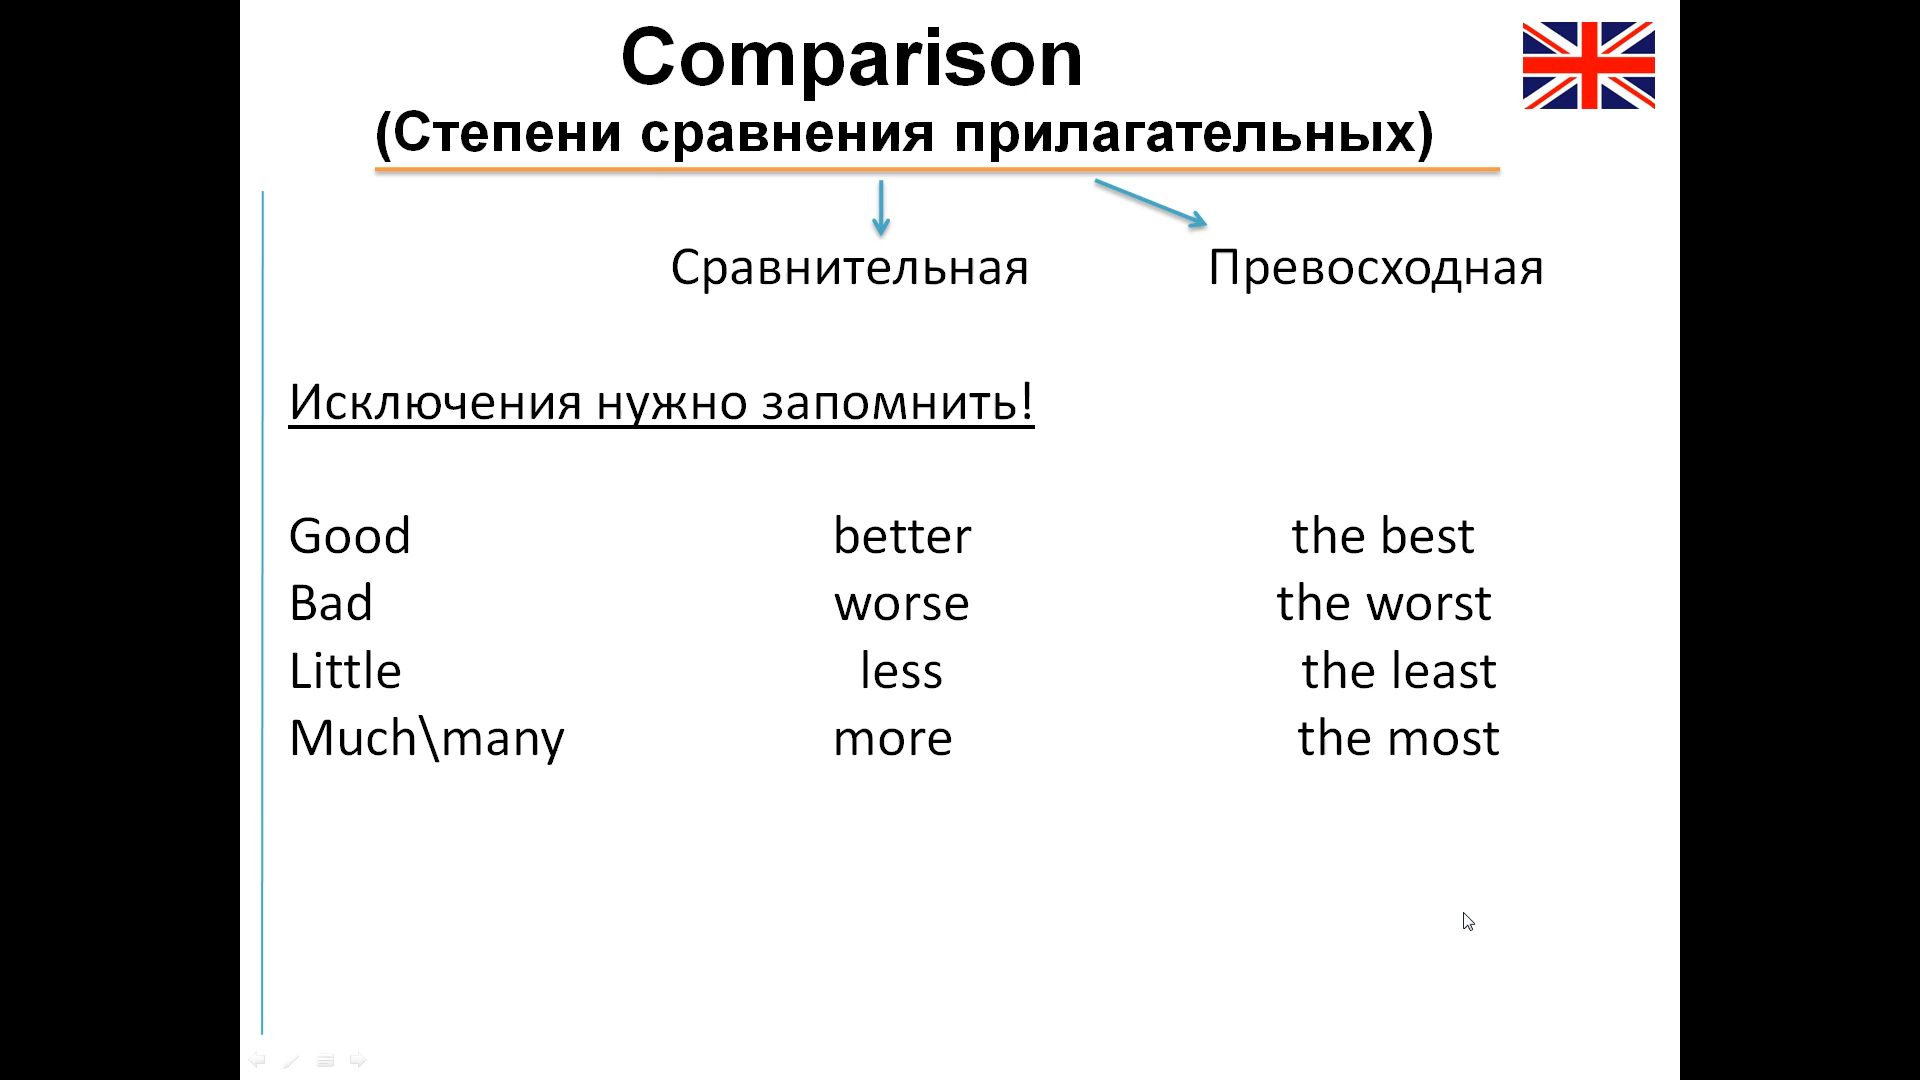 Comparison
(Степени сравнения прилагательных)
Сравнительная Превосходная
Исключения нужно запомнить!
Good better the best
Bad worse the worst
Little less the least
Much\many more the most